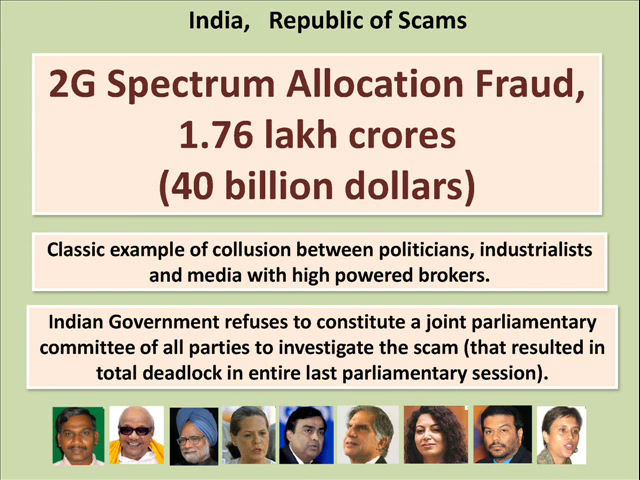 India, Republic of Scams
2G Spectrum Allocation Fraud,
1.76 lakh crores
(40 billion dollars)
Classic example of collusion between politicians, industrialists
and media with high powered brokers.
Indian Government refuses to constitute a joint parliamentary
committee of all parties to investigate the scam (that resulted in
total deadlock in entire last parliamentary session).